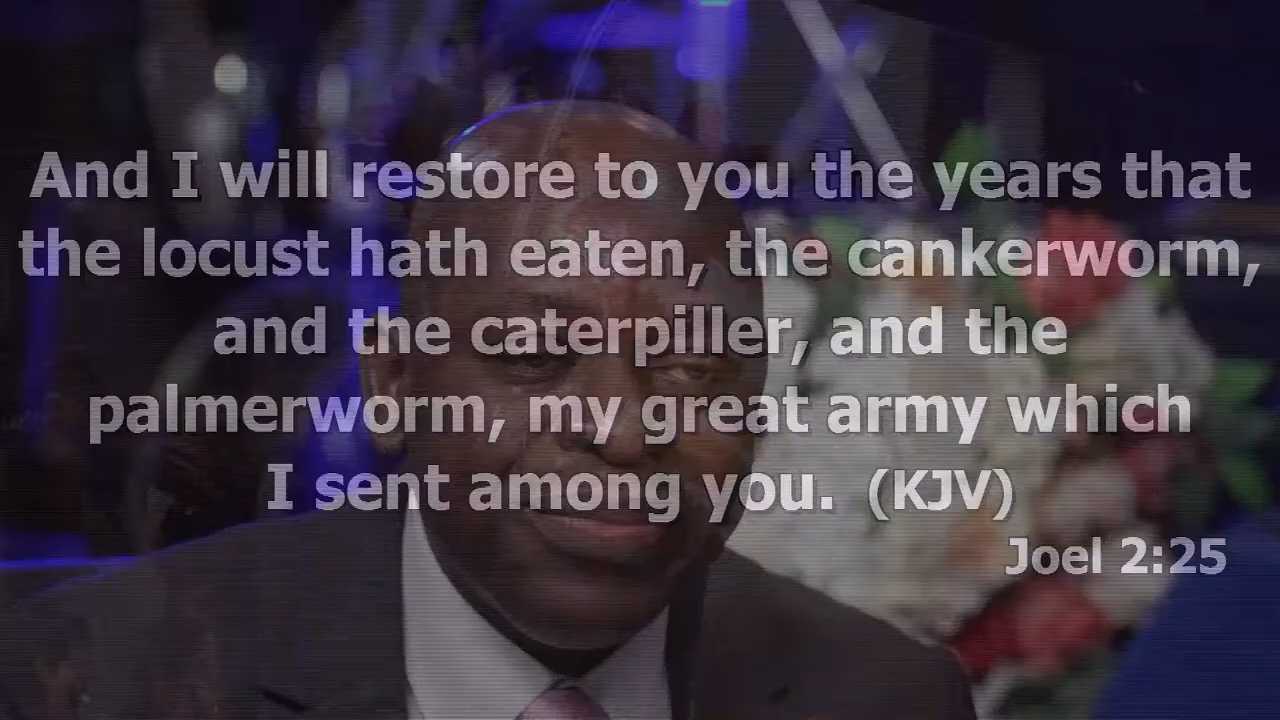 And I will restore to you the years that
the locust hath eaten, the cankerworm,
and the caterpiller, and the
palmerworm, my great army which
I sent among you. (KJV)
Joel 2:25